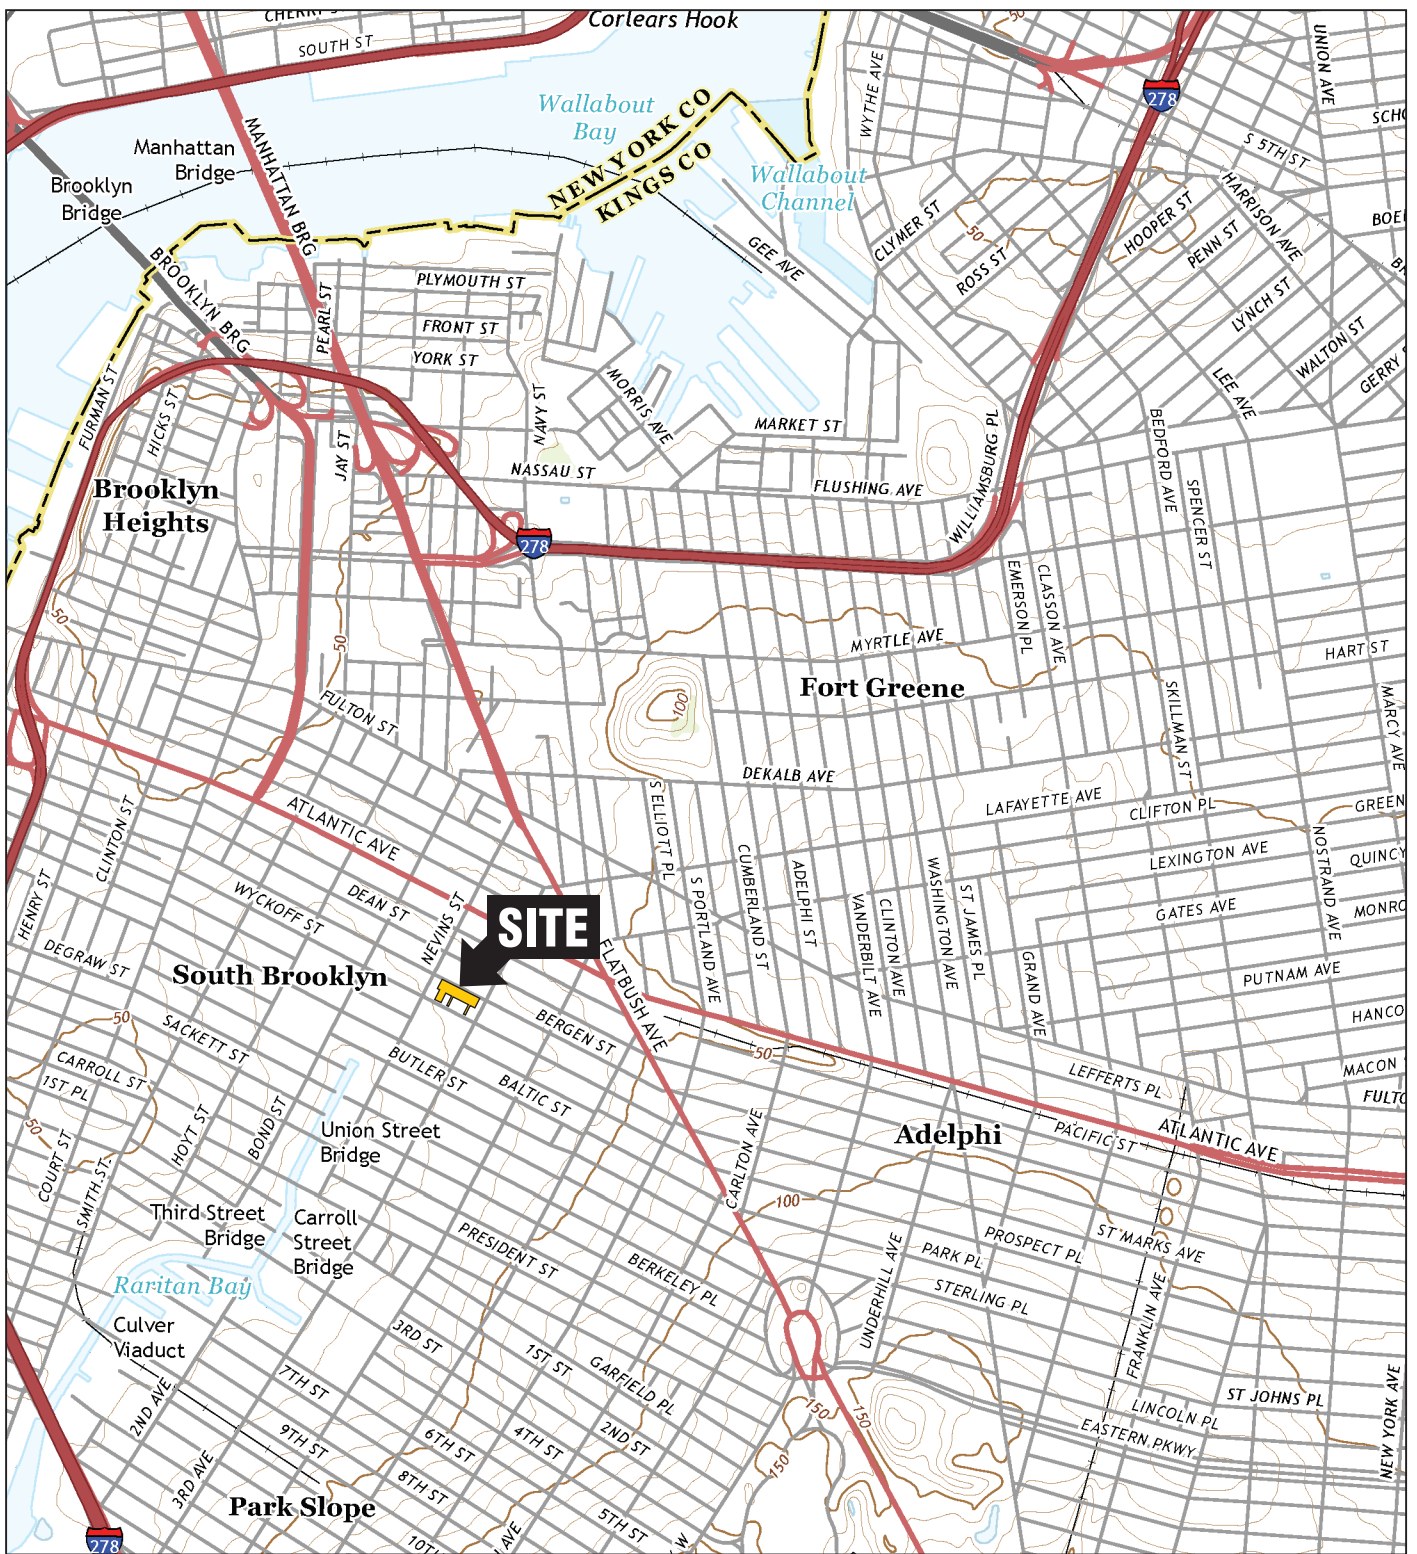 CHERRY S
Corlears Hook
SOUTH ST
UNION AVE
278
WYTHE AVE
Wallabout
Bay
NEW YORK CO
KINGS CO
MANHATTAN BRG
Manhattan
Bridge
Brooklyn
Bridge
Wallabout
Channel
S 5TH ST
SCHO
HARRISON AVE
HOOPER ST
PENN ST
BOE
CLYMER ST
50
ROSS ST
GEE AVE
BROOKLYN BRG
PLYMOUTH ST
PEARL ST
FRONT ST
YORK ST
LYNCH ST
WALTON ST
GERRY
LEE AVE
MORRIS AVE
NAVY ST
MARKET ST
FURMAN ST
HICKS ST
JAY ST
NASSAU ST
FLUSHING AVE
WILLIAMSBURG PL
BEDFORD AVE
SPENCER ST
Brooklyn
Heights
278
EMERSON PL
CLASSON AVE
50
50
MYRTLE AVE
HART ST
Fort Greene
100
SKILLMAN ST
MARCY AVE
FULTON ST
DEKALB AVE
LAFAYETTE AVE
CLIFTON PL
GREEN
ATLANTIC AVE
CLINTON ST
S ELLIOTT PL
CUMBERLAND ST
ADELPHI ST
LEXINGTON AVE
QUINCY
NOSTRAND AVE
HENRY ST
WYCKOFF ST
DEAN ST
NEVINS ST
SITE
S PORTLAND AVE
VANDERBILT AVE
CLINTON AVE
WASHINGTON AVE
ST JAMES PL
GATES AVE
MONRO
DEGRAW ST
South Brooklyn
FLATBUSH AVE
GRAND AVE
PUTNAM AVE
50
SACKETT ST
BERGEN ST
HANCO
CARROLL ST
1ST PL
BUTLER ST
BALTIC ST
50
LEFFERTS PL
MACON
FULTO
50
HOYT ST
BOND ST
Union Street
Bridge
CARLTON AVE
Adelphi
PACIFIC ST
ATLANTIC AVE
COURT ST
SMITH ST
Third Street
Bridge
Carroll
Street
Bridge
100
PRESIDENT ST
BERKELEY PL
UNDERHILL AVE
PARK PL
PROSPECT PL
ST MARKS AVE
Raritan Bay
STERLING PL
FRANKLIN AVE
Culver
Viaduct
3RD ST
1ST ST
GARFIELD PL
7TH ST
2ND AVE
150
150
LINCOLN PL
ST JOHNS PL
NEW YORK AVE
9TH ST
6TH ST
4TH ST
2ND ST
EASTERN PKWY
3RD AVE
8TH ST
150
Park Slope
5TH ST
10TH
AVE
W
278